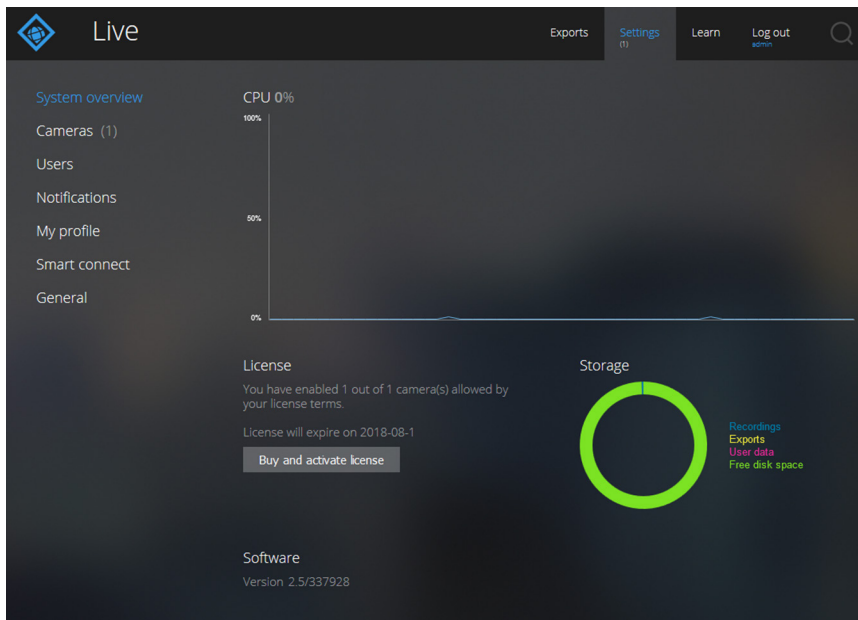 Live
Exports
Settings
(1)
Learn
Log out
admin
System overview
Cameras (1)
Users
Notifications
My profile
Smart connect
General
CPU 0%
100%
50%
0%
License
You have enabled 1 out of 1 camera(s) allowed by
your license terms.
License will expire on 2018-08-1
Buy and activate license
Storage
Recordings
Exports
User data
Free disk space
Software
Version 2.5/337928